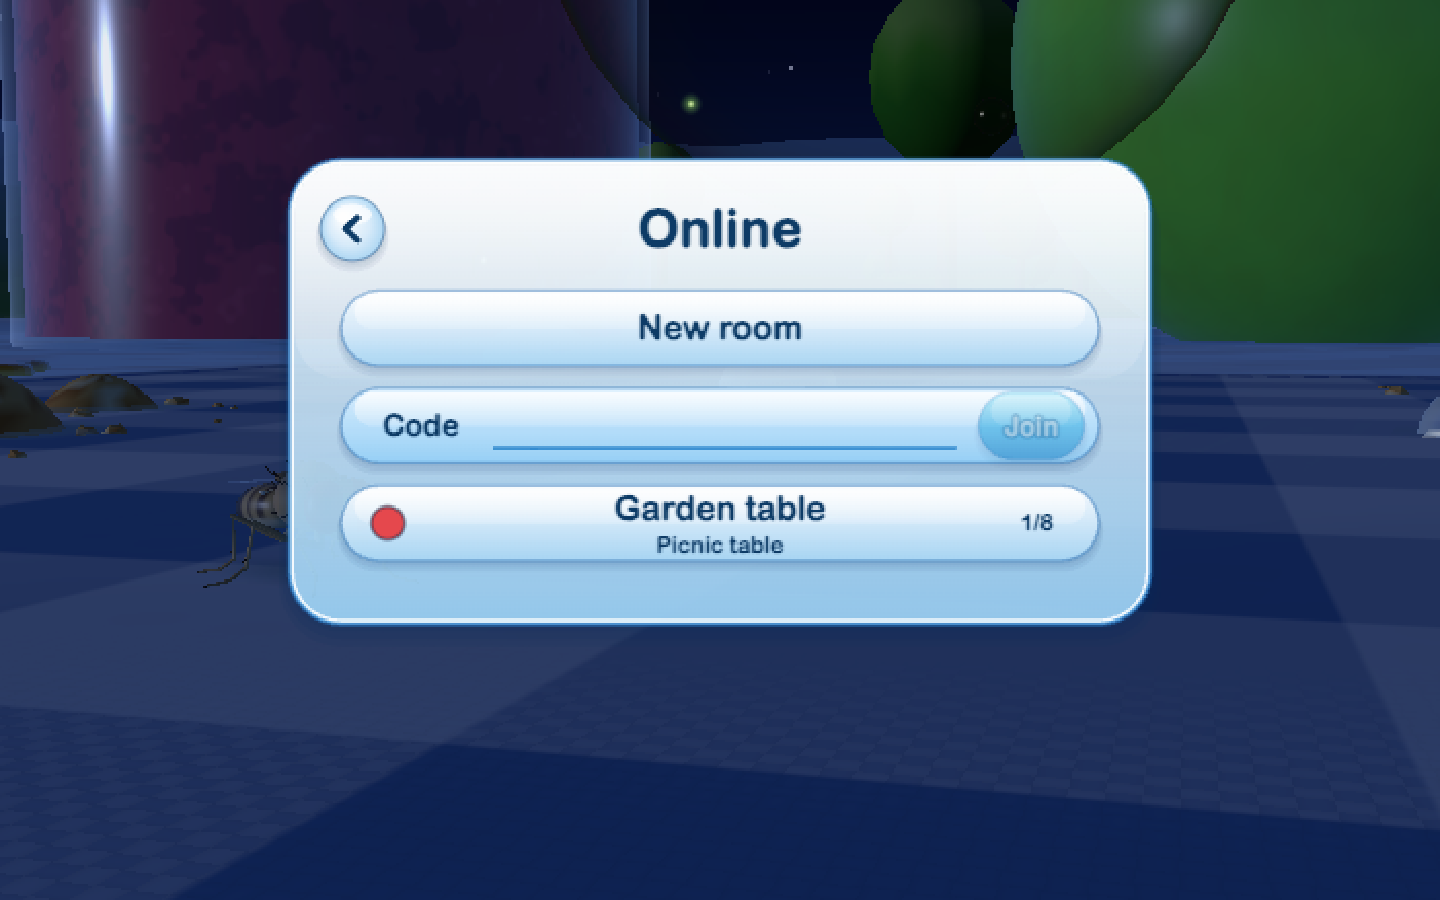 Online
New room
Code
Join
Garden table
1/8
Picnic table